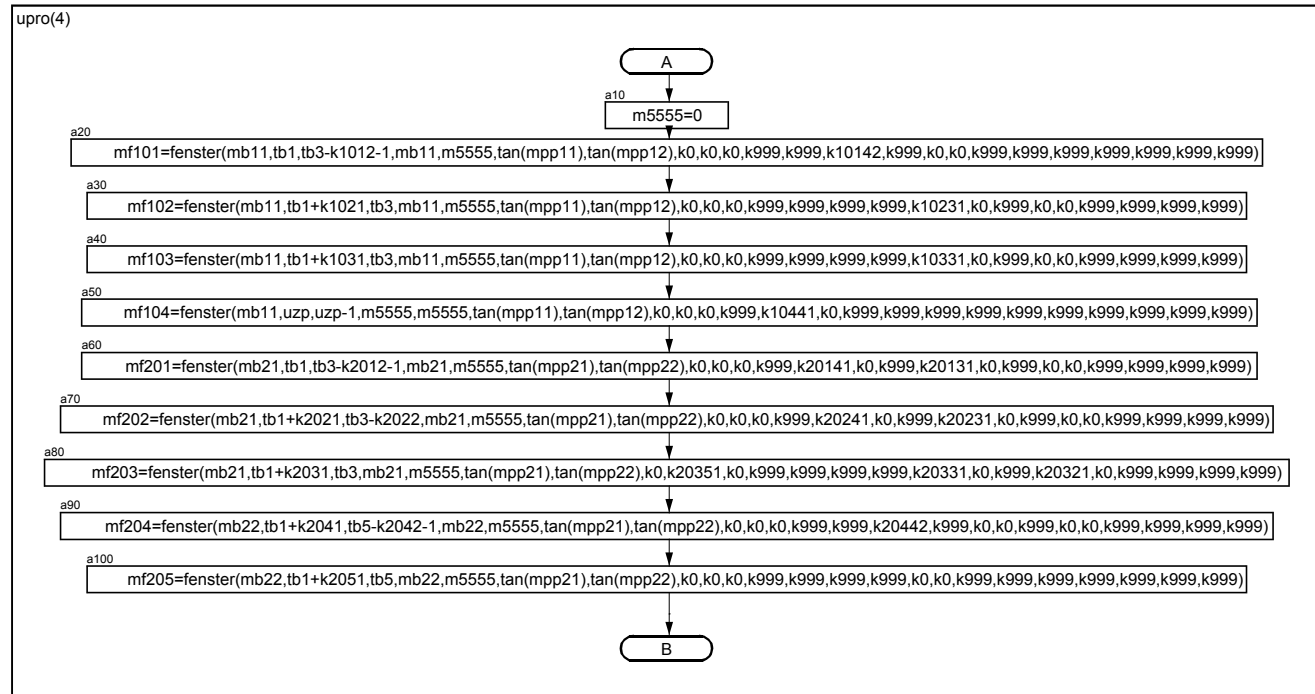 upro(4)
A
a10
m5555=0
a20
mf101=fenster(mb11,tb1,tb3-k1012-1,mb11,m5555,tan(mpp11),tan(mpp12),k0,k0,k0,k999,k999,k10142,k999,k0,k0,k999,k999,k999,k999,k999,k999,k999)
a30
mf102=fenster(mb11,tb1+k1021,tb3,mb11,m5555,tan(mpp11),tan(mpp12),k0,k0,k0,k999,k999,k999,k999,k10231,k0,k999,k0,k0,k999,k999,k999,k999)
a40
mf103=fenster(mb11,tb1+k1031,tb3,mb11,m5555,tan(mpp11),tan(mpp12),k0,k0,k0,k999,k999,k999,k999,k10331,k0,k999,k0,k0,k999,k999,k999,k999)
a50
mf104=fenster(mb11,uzp,uzp-1,m5555,m5555,tan(mpp11),tan(mpp12),k0,k0,k0,k999,k10441,k0,k999,k999,k999,k999,k999,k999,k999,k999,k999,k999)
a60
mf201=fenster(mb21,tb1,tb3-k2012-1,mb21,m5555,tan(mpp21),tan(mpp22),k0,k0,k0,k999,k20141,k0,k999,k20131,k0,k999,k0,k0,k999,k999,k999,k999)
a70
mf202=fenster(mb21,tb1+k2021,tb3-k2022,mb21,m5555,tan(mpp21),tan(mpp22),k0,k0,k0,k999,k20241,k0,k999,k20231,k0,k999,k0,k0,k999,k999,k999,k999)
a80
mf203=fenster(mb21,tb1+k2031,tb3,mb21,m5555,tan(mpp21),tan(mpp22),k0,k20351,k0,k999,k999,k999,k999,k20331,k0,k999,k20321,k0,k999,k999,k999,k999)
a90
mf204=fenster(mb22,tb1+k2041,tb5-k2042-1,mb22,m5555,tan(mpp21),tan(mpp22),k0,k0,k0,k999,k999,k20442,k999,k0,k0,k999,k0,k0,k999,k999,k999,k999)
a100
mf205=fenster(mb22,tb1+k2051,tb5,mb22,m5555,tan(mpp21),tan(mpp22),k0,k0,k0,k999,k999,k999,k999,k0,k0,k999,k999,k999,k999,k999,k999,k999)
B